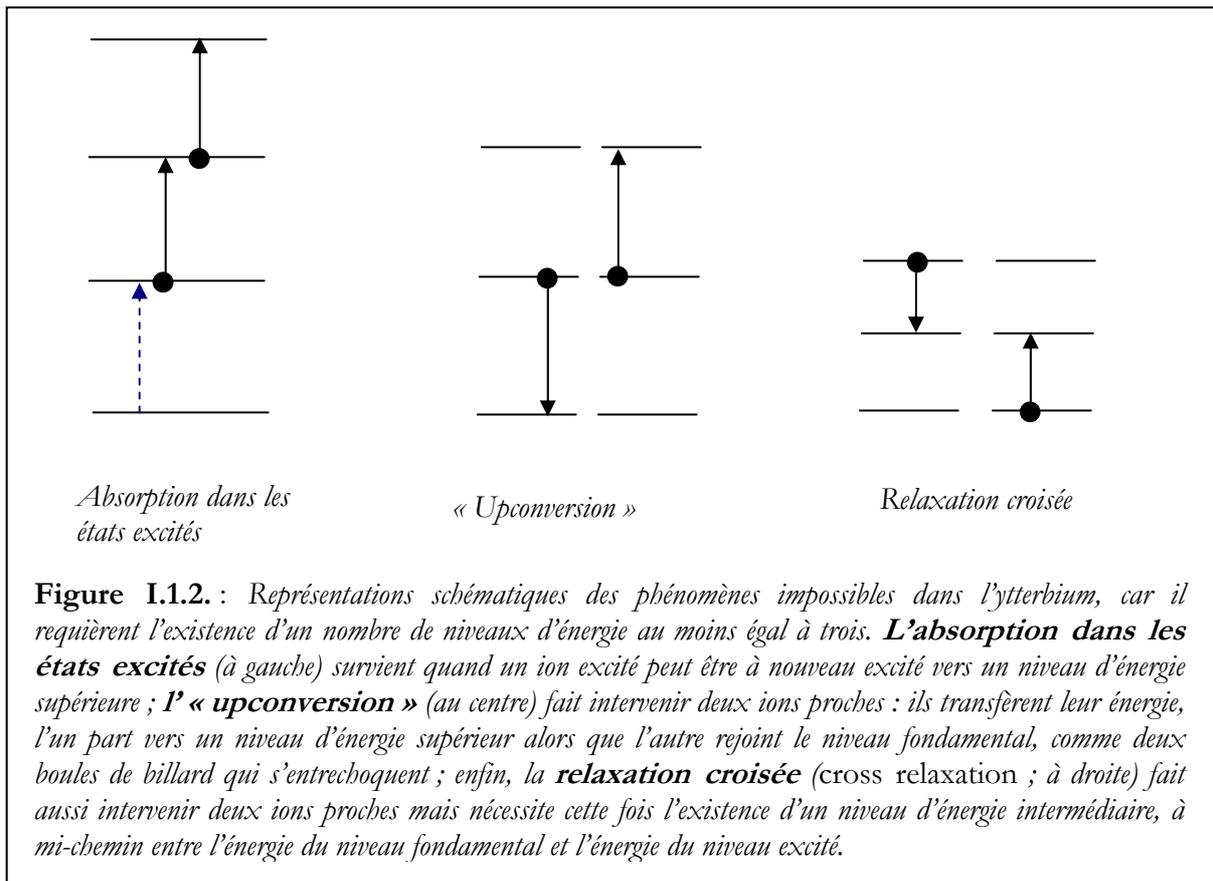 Absorption dans les
états excités
« Upconversion »
Relaxation croisée
Figure I.1.2. : Représentations schématiques des phénomènes impossibles dans l'ytterbium, car il
requièrent l'existence d'un nombre de niveaux d'énergie au moins égal à trois. L'absorption dans les
états excités (à gauche) survient quand un ion excité peut être à nouveau excité vers un niveau d'énergie
supérieure ; l' « upconversion » (au centre) fait intervenir deux ions proches : ils transfèrent leur énergie,
l'un part vers un niveau d'énergie supérieur alors que l'autre rejoint le niveau fondamental, comme deux
boules de billard qui s'entrechoquent ; enfin, la relaxation croisée (cross relaxation ; à droite) fait
aussi intervenir deux ions proches mais nécessite cette fois l'existence d'un niveau d'énergie intermédiaire, à
mi-chemin entre l'énergie du niveau fondamental et l'énergie du niveau excité.